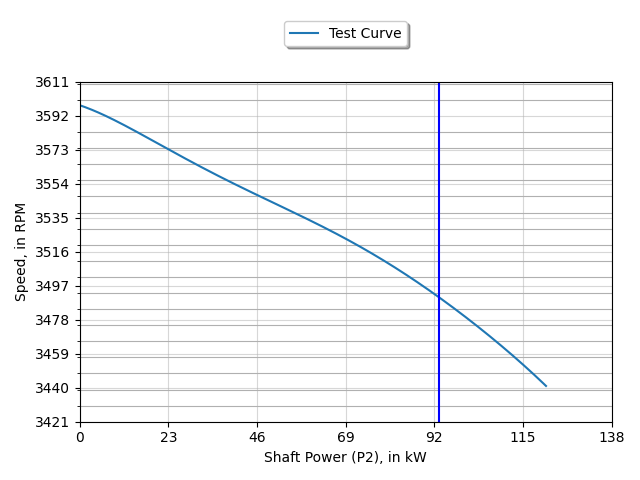 Test Curve
3611
3592
3573
3554
3535
3516
3497
3478
3459
3440
3421
Speed, in RPM
0 23 46 69 92 115 138
Shaft Power (P2), in kW